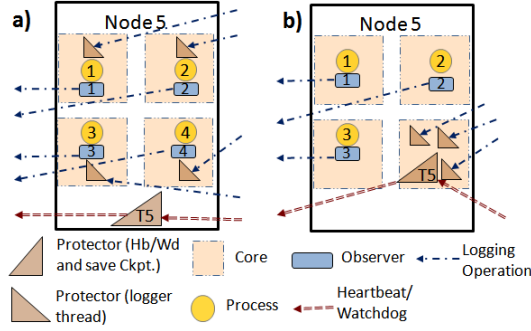 a)
Node 5
1
2
1
2
3
4
3
4
T5
b)
Node 5
1
2
1
2
3
3
T5
Protector (Hb/Wd
and save Ckpt.)
Core
Observer
Logging
Operation
Protector (logger
thread)
Process
Heartbeat/
Watchdog